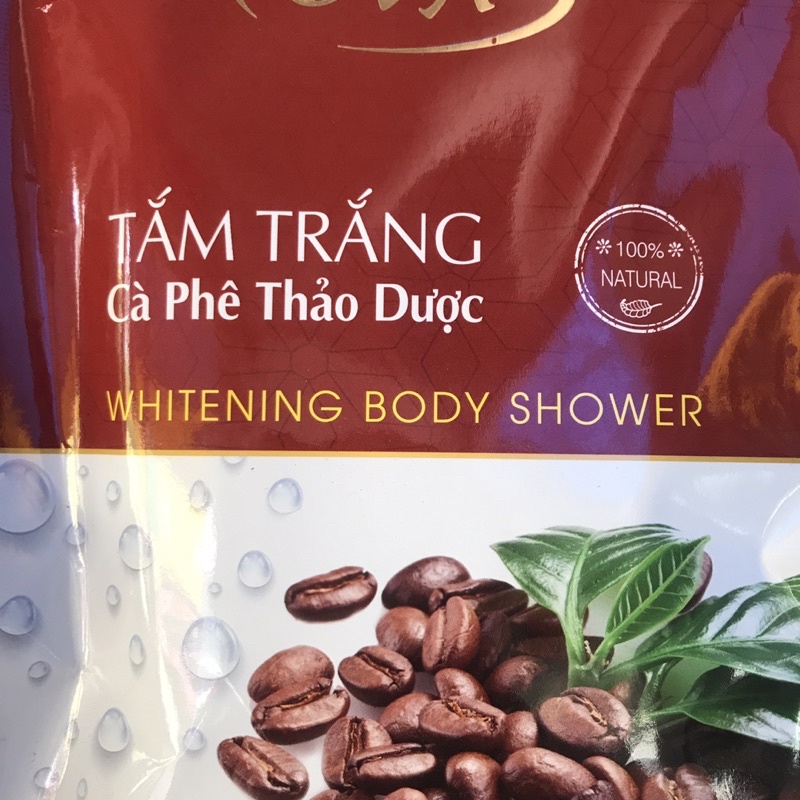 TẮM TRẮNG
Cà Phê Thảo Dược
100%
NATURAL
WHITENING BODY SHOWER